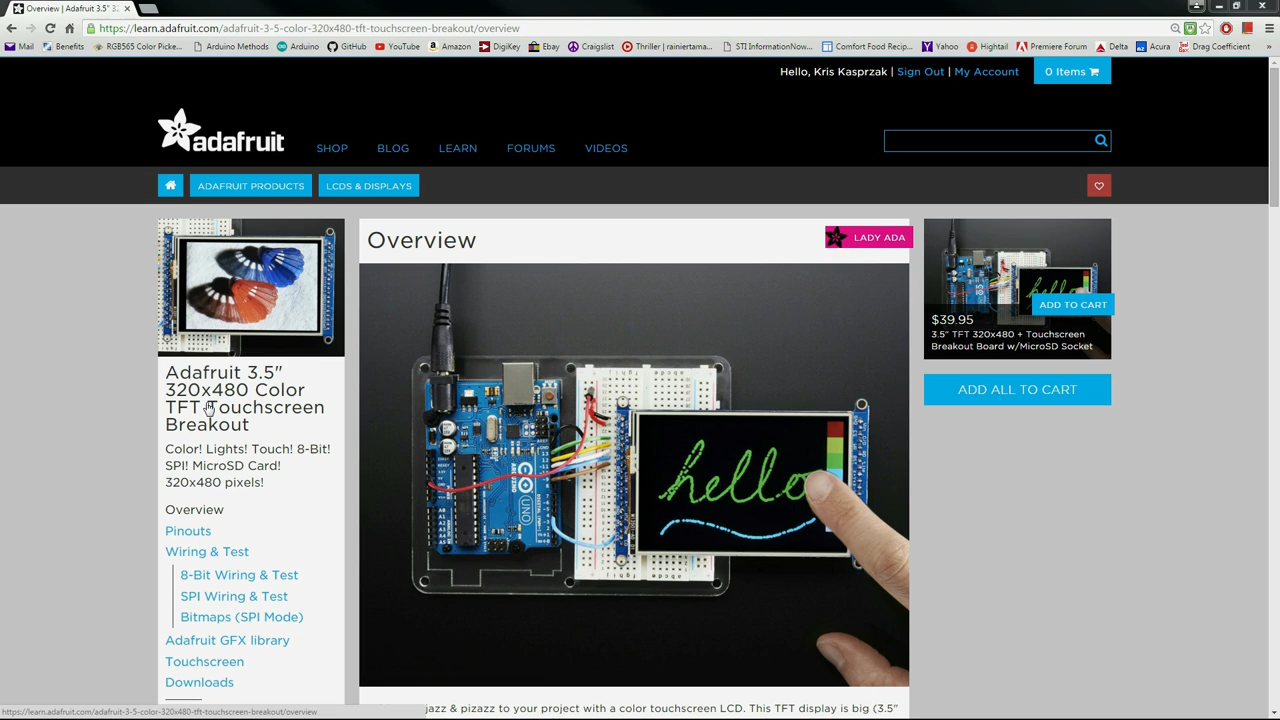 Overview | Adafruit 3.5" 3
https://learn.adafruit.com/adafruit-3-5-color-320x480-tft-touchscreen-breakout/overview
Mail Benefits RGB565 Color Picke... Arduino Methods Arduino GitHub YouTube Amazon DigiKey Ebay Craigslist Thriller | rainiertama... STI InformationNow... Comfort Food Recip... Yahoo Hightail Premiere Forum Delta Acura Drag Coefficient »
Hello, Kris Kasprzak | Sign Out | My Account
0 Items
adafruit
SHOP BLOG LEARN FORUMS VIDEOS
ADAFRUIT PRODUCTS LCDS & DISPLAYS
Overview
LADY ADA
hello
UNO
ADD TO CART
$39.95
3.5" TFT 320x480 + Touchscreen
Breakout Board w/MicroSD Socket
ADD ALL TO CART
Adafruit 3.5"
320x480 Color
TFT Touchscreen
Breakout
Color! Lights! Touch! 8-Bit!
SPI! MicroSD Card!
320x480 pixels!
Overview
Pinouts
Wiring & Test
8-Bit Wiring & Test
SPI Wiring & Test
Bitmaps (SPI Mode)
Adafruit GFX library
Touchscreen
Downloads
jazz & pizazz to your project with a color touchscreen LCD. This TFT display is big (3.5"
https://learn.adafruit.com/adafruit-3-5-color-320x480-tft-touchscreen-breakout/overview